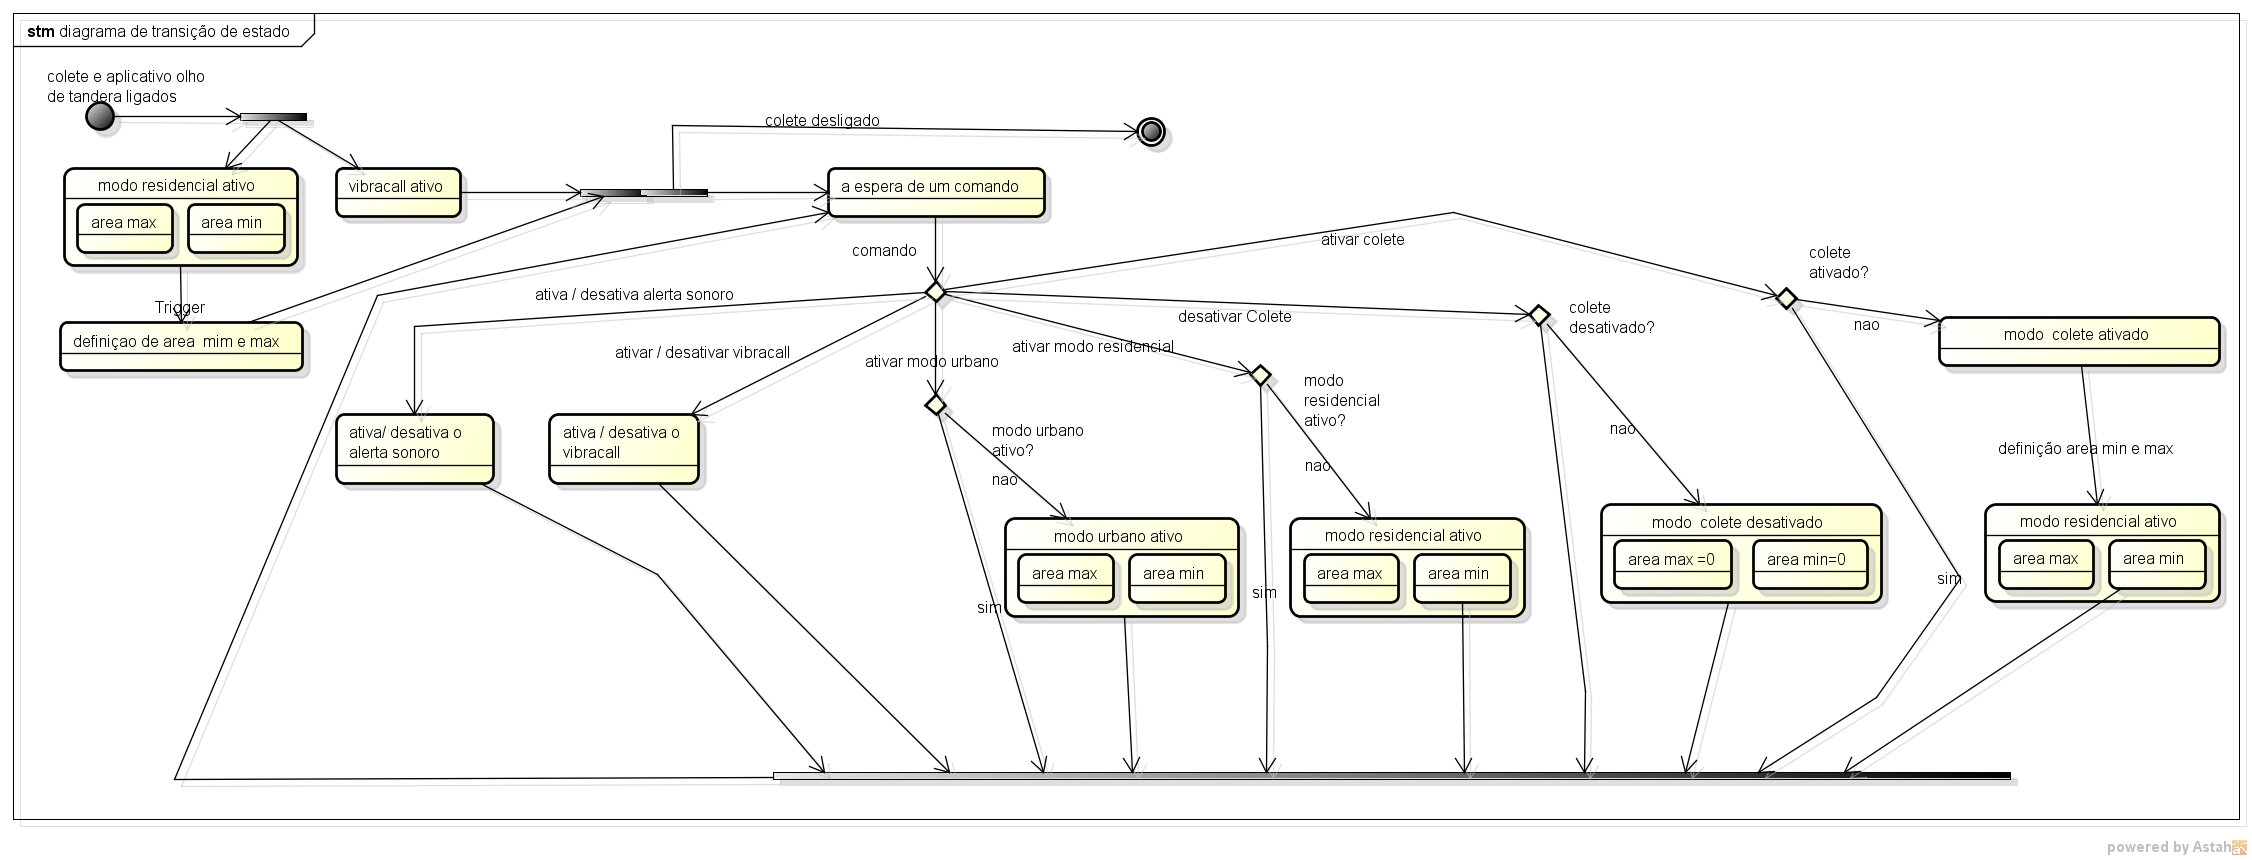 stm diagrama de transição de estado
colete e aplicativo olho
de tandera ligados
colete desligado
modo residencial ativo
area max
area min
vibracall ativo
a espera de um comando
comando
ativar colete
colete
ativado?
Trigger
definiçao de area  mim e max
ativa / desativa alerta sonoro
ativar / desativar vibracall
ativar modo urbano
ativar modo residencial
desativar Colete
colete
desativado?
nao
modo  colete ativado
modo
residencial
ativo?
nao
modo urbano
ativo?
nao
nao
definição area min e max
ativa/ desativa o
alerta sonoro
ativa / desativa o
vibracall
modo urbano ativo
area max
area min
modo residencial ativo
area max
area min
modo  colete desativado
area max =0
area min=0
modo residencial ativo
area max
area min
sim
sim
sim
powered by Astah